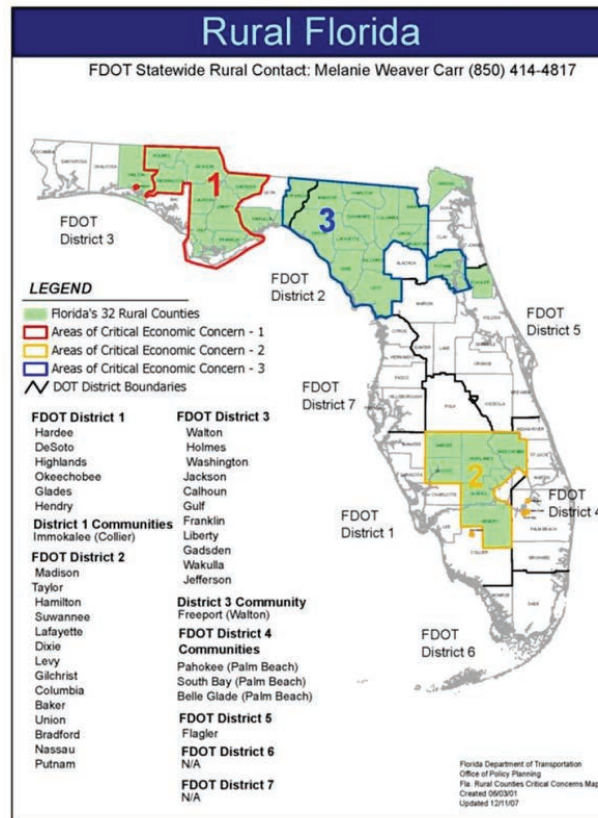 Rural Florida
FDOT Statewide Rural Contact: Melanie Weaver Carr (850) 414-4817
1
3
FDOT
District 3
FDOT
District 2
FDOT
District 5
LEGEND
Florida's 32 Rural Counties
Areas of Critical Economic Concern - 1
Areas of Critical Economic Concern - 2
Areas of Critical Economic Concern - 3
DOT District Boundaries
FDOT
District 7
2
FDOT
District 4
FDOT
District 1
FDOT
District 6
FDOT District 1
Hardee
DeSoto
Highlands
Okeechobee
Glades
Hendry
District 1 Communities
Immokalee (Collier)
FDOT District 2
Madison
Taylor
Hamilton
Suwannee
Lafayette
Dixie
Levy
Gilchrist
Columbia
Baker
Union
Bradford
Nassau
Putnam
FDOT District 3
Walton
Holmes
Washington
Jackson
Calhoun
Gulf
Franklin
Liberty
Gadsden
Wakulla
Jefferson
District 3 Community
Freeport (Walton)
FDOT District 4
Communities
Pahokee (Palm Beach)
South Bay (Palm Beach)
Belle Glade (Palm Beach)
FDOT District 5
Flagler
FDOT District 6
N/A
FDOT District 7
N/A
Florida Department of Transportation
Office of Policy Planning
Fla. Rural Counties Critical Concerns Map
Created 06/03/01
Updated 12/11/07